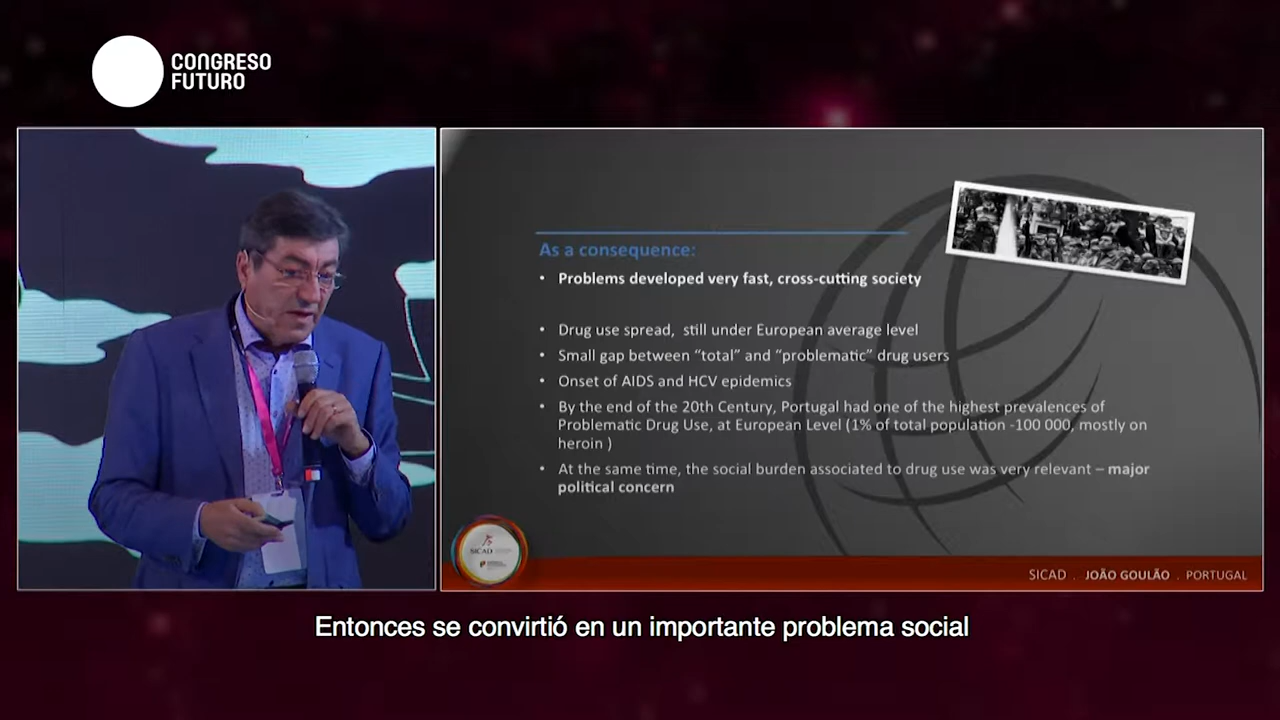 CONGRESO
FUTURO
As a consequence:
• Problems developed very fast, cross-cutting society
• Drug use spread, still under European average level
• Small gap between “total” and “problematic” drug users
• Onset of AIDS and HCV epidemics
• By the end of the 20th Century, Portugal had one of the highest prevalences of
Problematic Drug Use, at European Level (1% of total population -100 000, mostly on
heroin )
• At the same time, the social burden associated to drug use was very relevant – major
political concern
SICAD
SICAD . JOÃO GOULÃO . PORTUGAL
Entonces se convirtió en un importante problema social